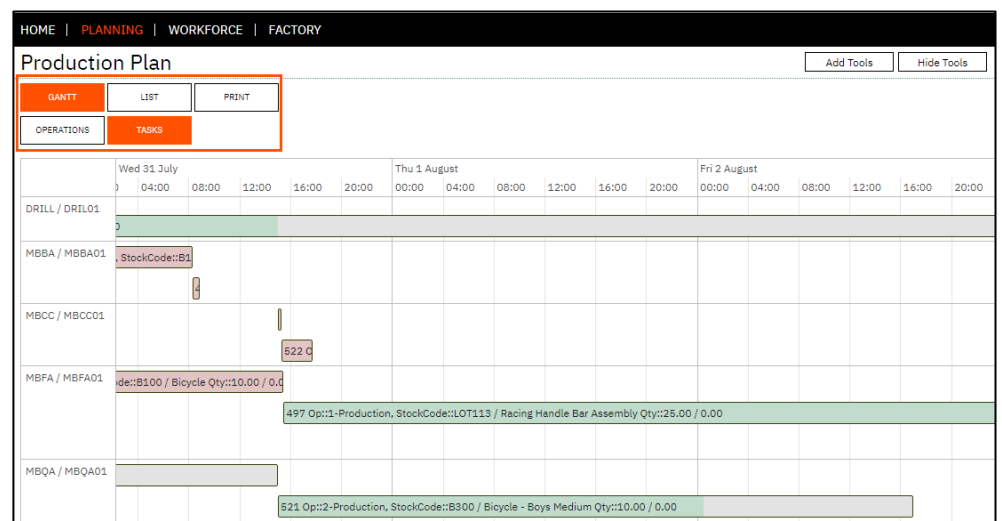 HOME | PLANNING | WORKFORCE | FACTORY
Production Plan
Add Tools
Hide Tools
GANTT
LIST
PRINT
OPERATIONS
TASKS
Wed 31 July
Thu 1 August
Fri 2 August
04:00 08:00 12:00 16:00 20:00 00:00 04:00 08:00 12:00 16:00 20:00 00:00 04:00 08:00 12:00 16:00 20:00
DRILL / DRIL01
MBBA / MBBA01
, StockCode::B1
4
MBCC / MBCC01
522 O
MBFA / MBFA01
de::B100 / Bicycle Qty::10.00 / 0.0
497 Op::1-Production, StockCode::LOT113 / Racing Handle Bar Assembly Qty::25.00 / 0.00
MBQA / MBQA01
521 Op::2-Production, StockCode::B300 / Bicycle - Boys Medium Qty::10.00 / 0.00